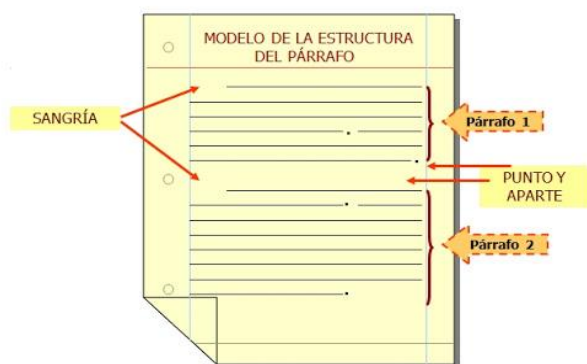 MODELO DE LA ESTRUCTURA
DEL PÁRRAFO
SANGRÍA
Párrafo 1
PUNTO Y
APARTE
Párrafo 2